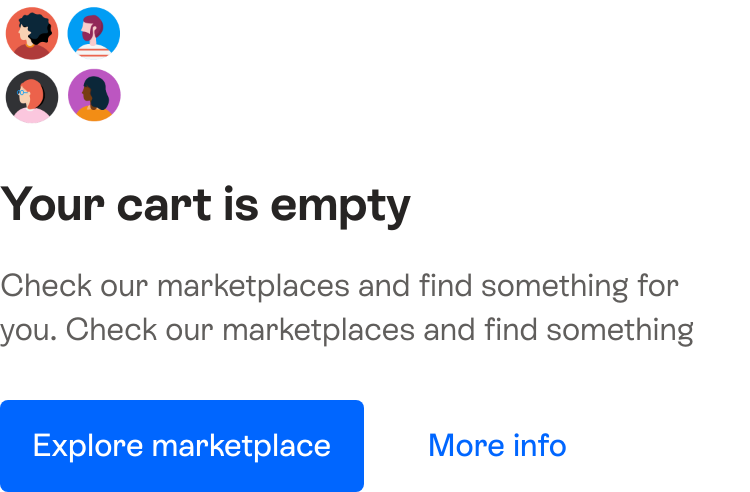 Your cart is empty
Check our marketplaces and find something for
you. Check our marketplaces and find something
Explore marketplace
More info